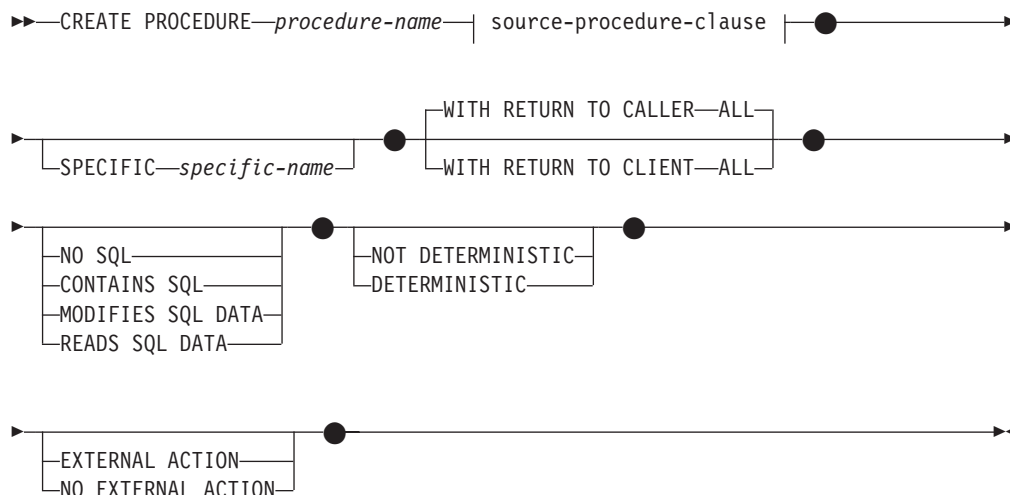 CREATE PROCEDURE procedure-name source-procedure-clause
WITH RETURN TO CALLER ALL
SPECIFIC specific-name WITH RETURN TO CLIENT ALL
NO SQL NOT DETERMINISTIC
CONTAINS SQL DETERMINISTIC
MODIFIES SQL DATA
READS SQL DATA
EXTERNAL ACTION
NO EXTERNAL ACTION